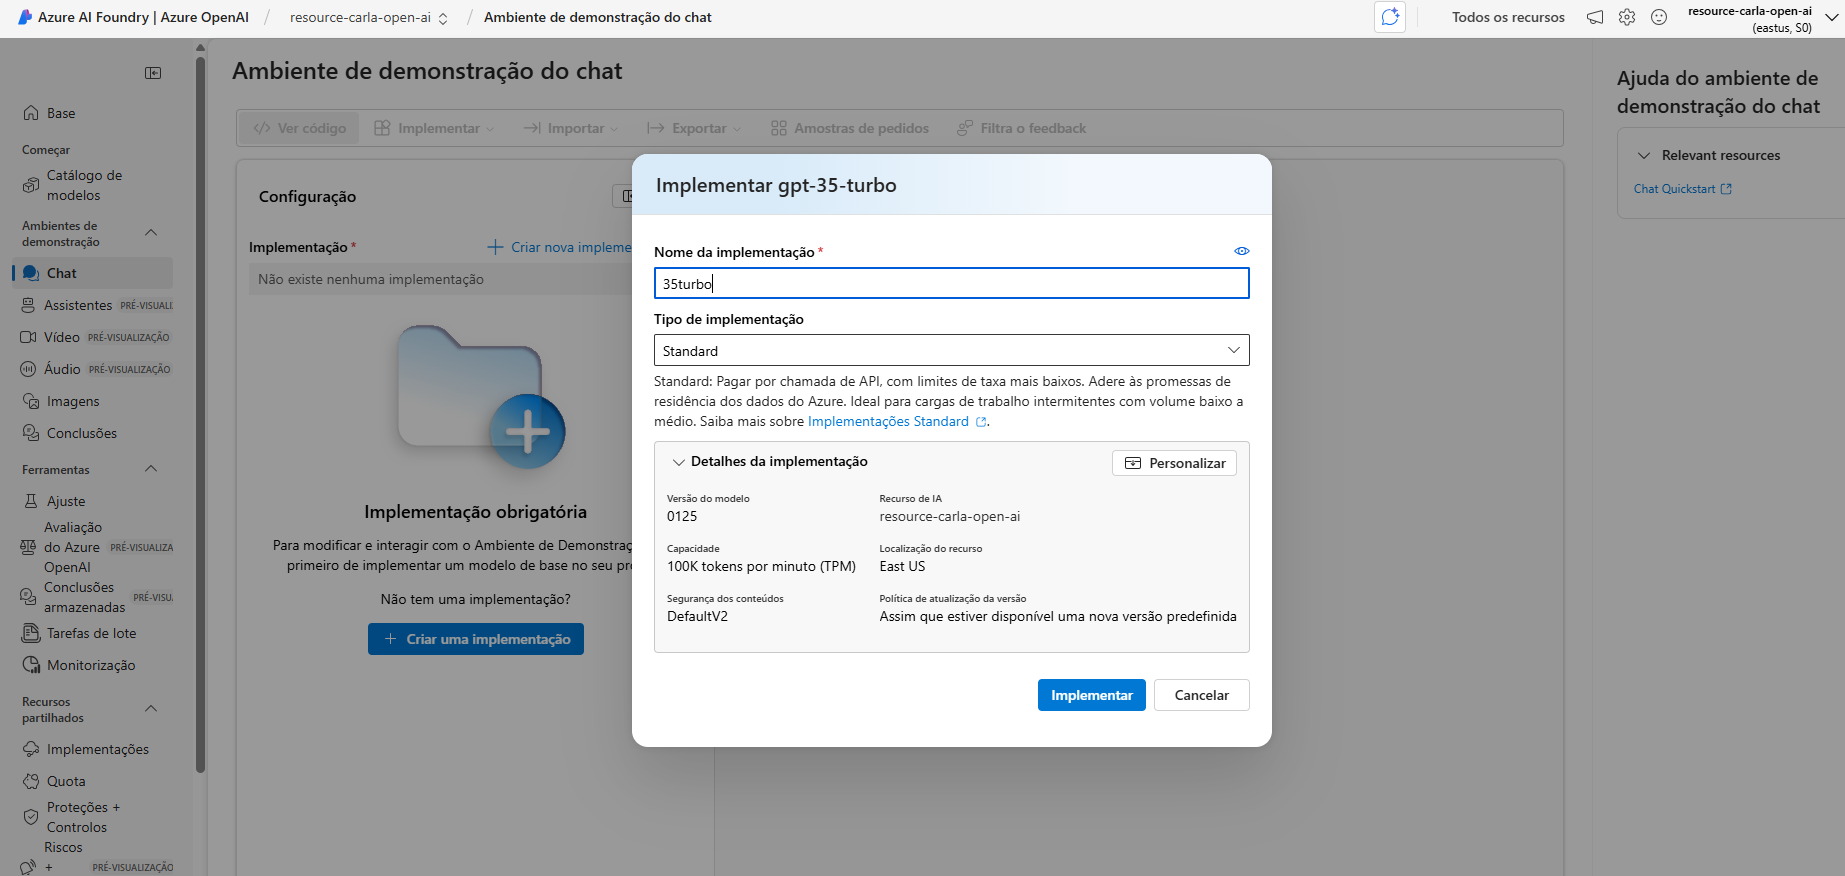 Azure AI Foundry | Azure OpenAI / resource-carla-open-ai / Ambiente de demonstração do chat
Todos os recursos
resource-carla-open-ai
(eastus, S0)
Base
Começar
Catálogo de
modelos
Ambientes de
demonstração
Chat
Assistentes PRÉ-VISUALI
Vídeo PRÉ-VISUALIZAÇÃO
Áudio PRÉ-VISUALIZAÇÃO
Imagens
Conclusões
Ferramentas
Ajuste
Avaliação
do Azure PRÉ-VISUALIZA
OpenAI
Conclusões
armazenadas PRÉ-VISU
Tarefas de lote
Monitorização
Recursos
partilhados
Implementações
Quota
Proteções +
Controlos
Riscos
+ PRÉ-VISUALIZAÇÃO
Ambiente de demonstração do chat
Ver código Implementar Importar Exportar Amostras de pedidos Filtra o feedback
Configuração
Implementação *
Criar nova impleme
Não existe nenhuma implementação
Implementação obrigatória
Para modificar e interagir com o Ambiente de Demonstraç
primeiro de implementar um modelo de base no seu pr
Não tem uma implementação?
+ Criar uma implementação
Implementar gpt-35-turbo
Nome da implementação *
35turbo
Tipo de implementação
Standard
Standard: Pagar por chamada de API, com limites de taxa mais baixos. Adere às promessas de
residência dos dados do Azure. Ideal para cargas de trabalho intermitentes com volume baixo a
médio. Saiba mais sobre Implementações Standard .
Detalhes da implementação
Personalizar
Versão do modelo
0125
Recurso de IA
resource-carla-open-ai
Capacidade
100K tokens por minuto (TPM)
Localização do recurso
East US
Segurança dos conteúdos
DefaultV2
Política de atualização da versão
Assim que estiver disponível uma nova versão predefinida
Implementar
Cancelar
Ajuda do ambiente de
demonstração do chat
Relevant resources
Chat Quickstart